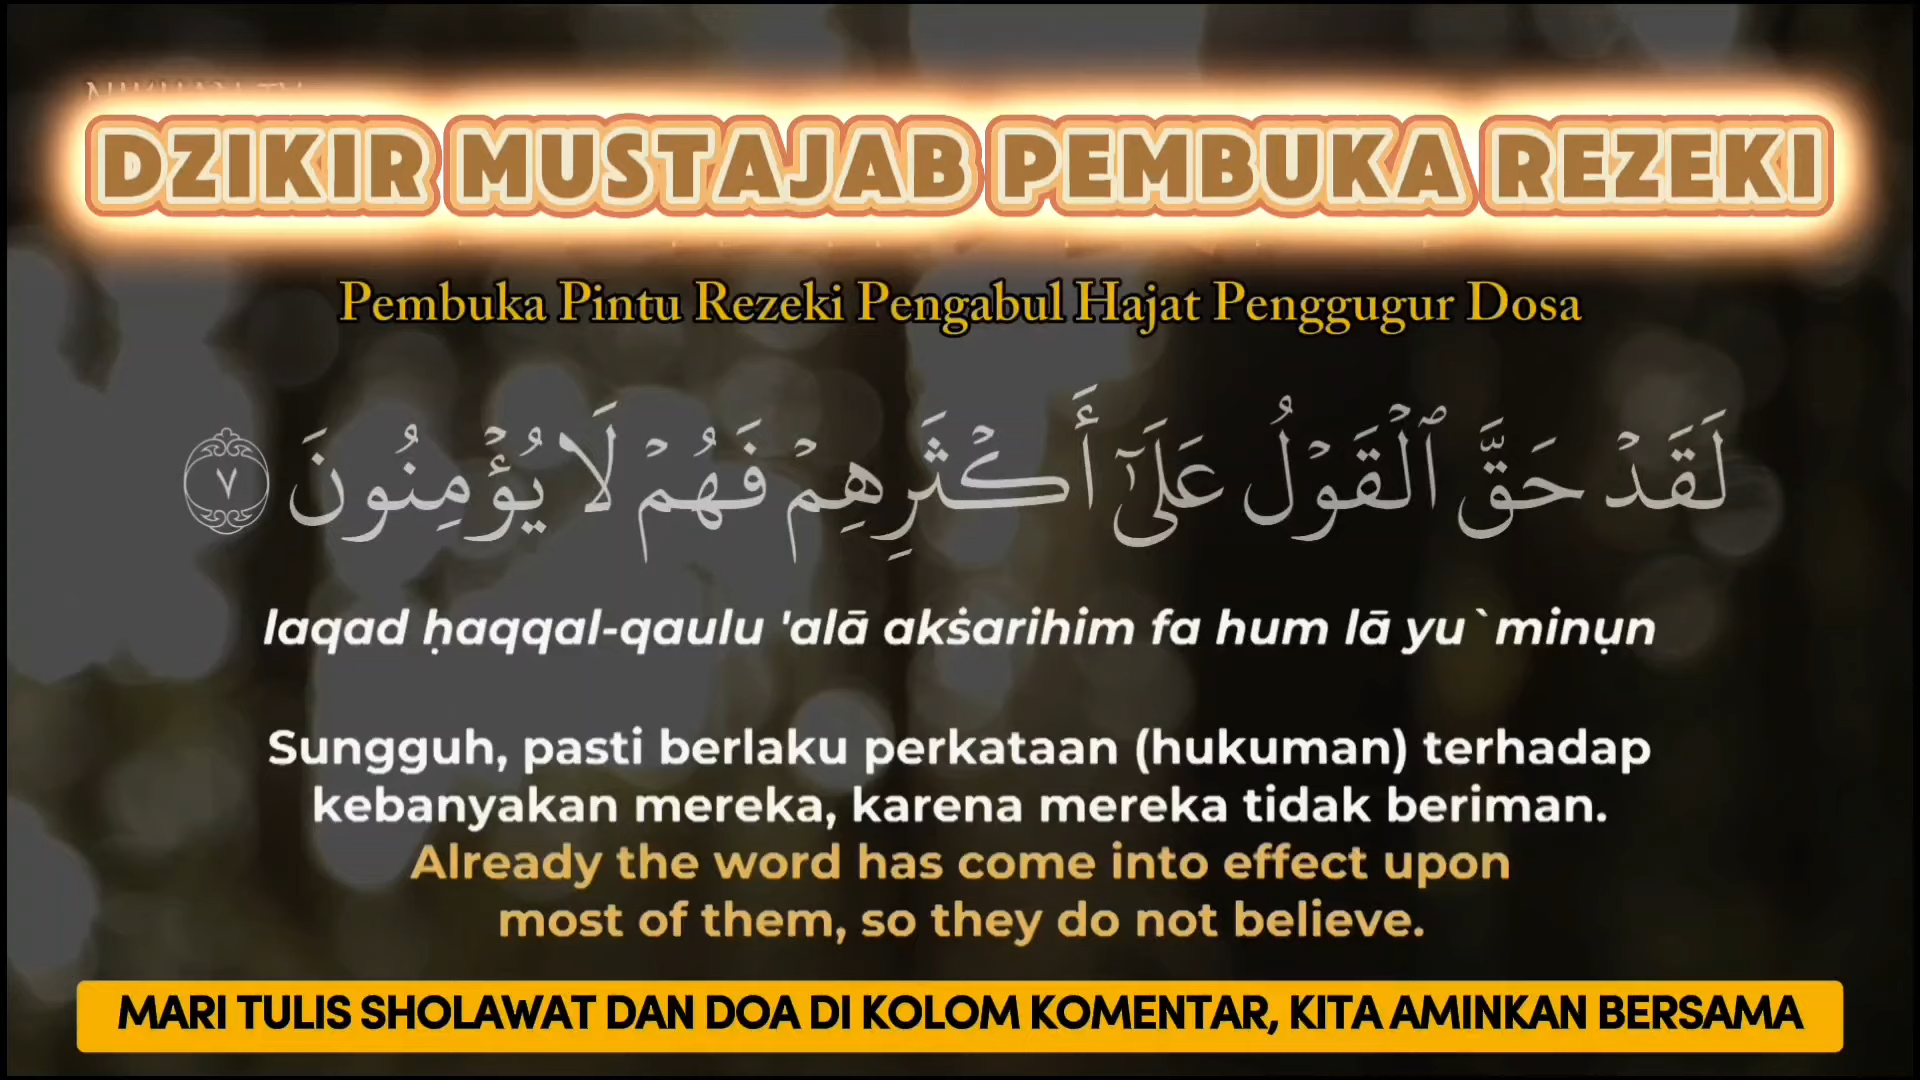 DZIKIR MUSTAJAB PEMBUKA REZEKI
Pembuka Pintu Rezeki Pengabul Hajat Penggugur Dosa
لَقَدْ حَقَّ ٱلْقَوْلُ عَلَىٰٓ أَكْثَرِهِمْ فَهُمْ لَا يُؤْمِنُونَ ٧
laqad ḥaqqal-qaulu 'alā akṡarihim fa hum lā yu`minụn
Sungguh, pasti berlaku perkataan (hukuman) terhadap
kebanyakan mereka, karena mereka tidak beriman.
Already the word has come into effect upon
most of them, so they do not believe.
MARI TULIS SHOLAWAT DAN DOA DI KOLOM KOMENTAR, KITA AMINKAN BERSAMA